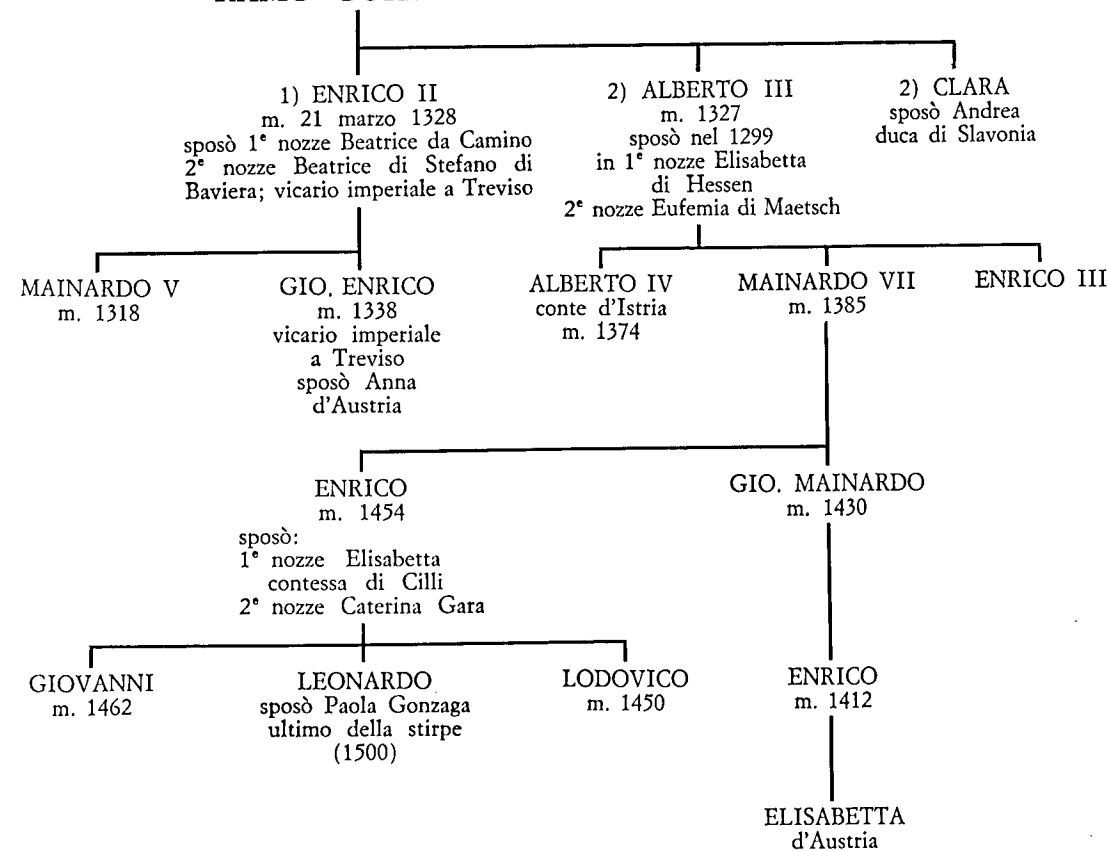 1) ENRICO II
m. 21 marzo 1328
sposò 1ᵉ nozze Beatrice da Camino
2ᵉ nozze Beatrice di Stefano di
Baviera; vicario imperiale a Treviso
2) ALBERTO III
m. 1327
sposò nel 1299
in 1ᵉ nozze Elisabetta
di Hessen
2ᵉ nozze Eufemia di Maetsch
2) CLARA
sposò Andrea
duca di Slavonia
MAINARDO V
m. 1318
GIO. ENRICO
m. 1338
vicario imperiale
a Treviso
sposò Anna
d'Austria
ALBERTO IV
conte d'Istria
m. 1374
MAINARDO VII
m. 1385
ENRICO III
ENRICO
m. 1454
sposò:
1ᵉ nozze Elisabetta
contessa di Cilli
2ᵉ nozze Caterina Gara
GIO. MAINARDO
m. 1430
GIOVANNI
m. 1462
LEONARDO
sposò Paola Gonzaga
ultimo della stirpe
(1500)
LODOVICO
m. 1450
ENRICO
m. 1412
ELISABETTA
d'Austria